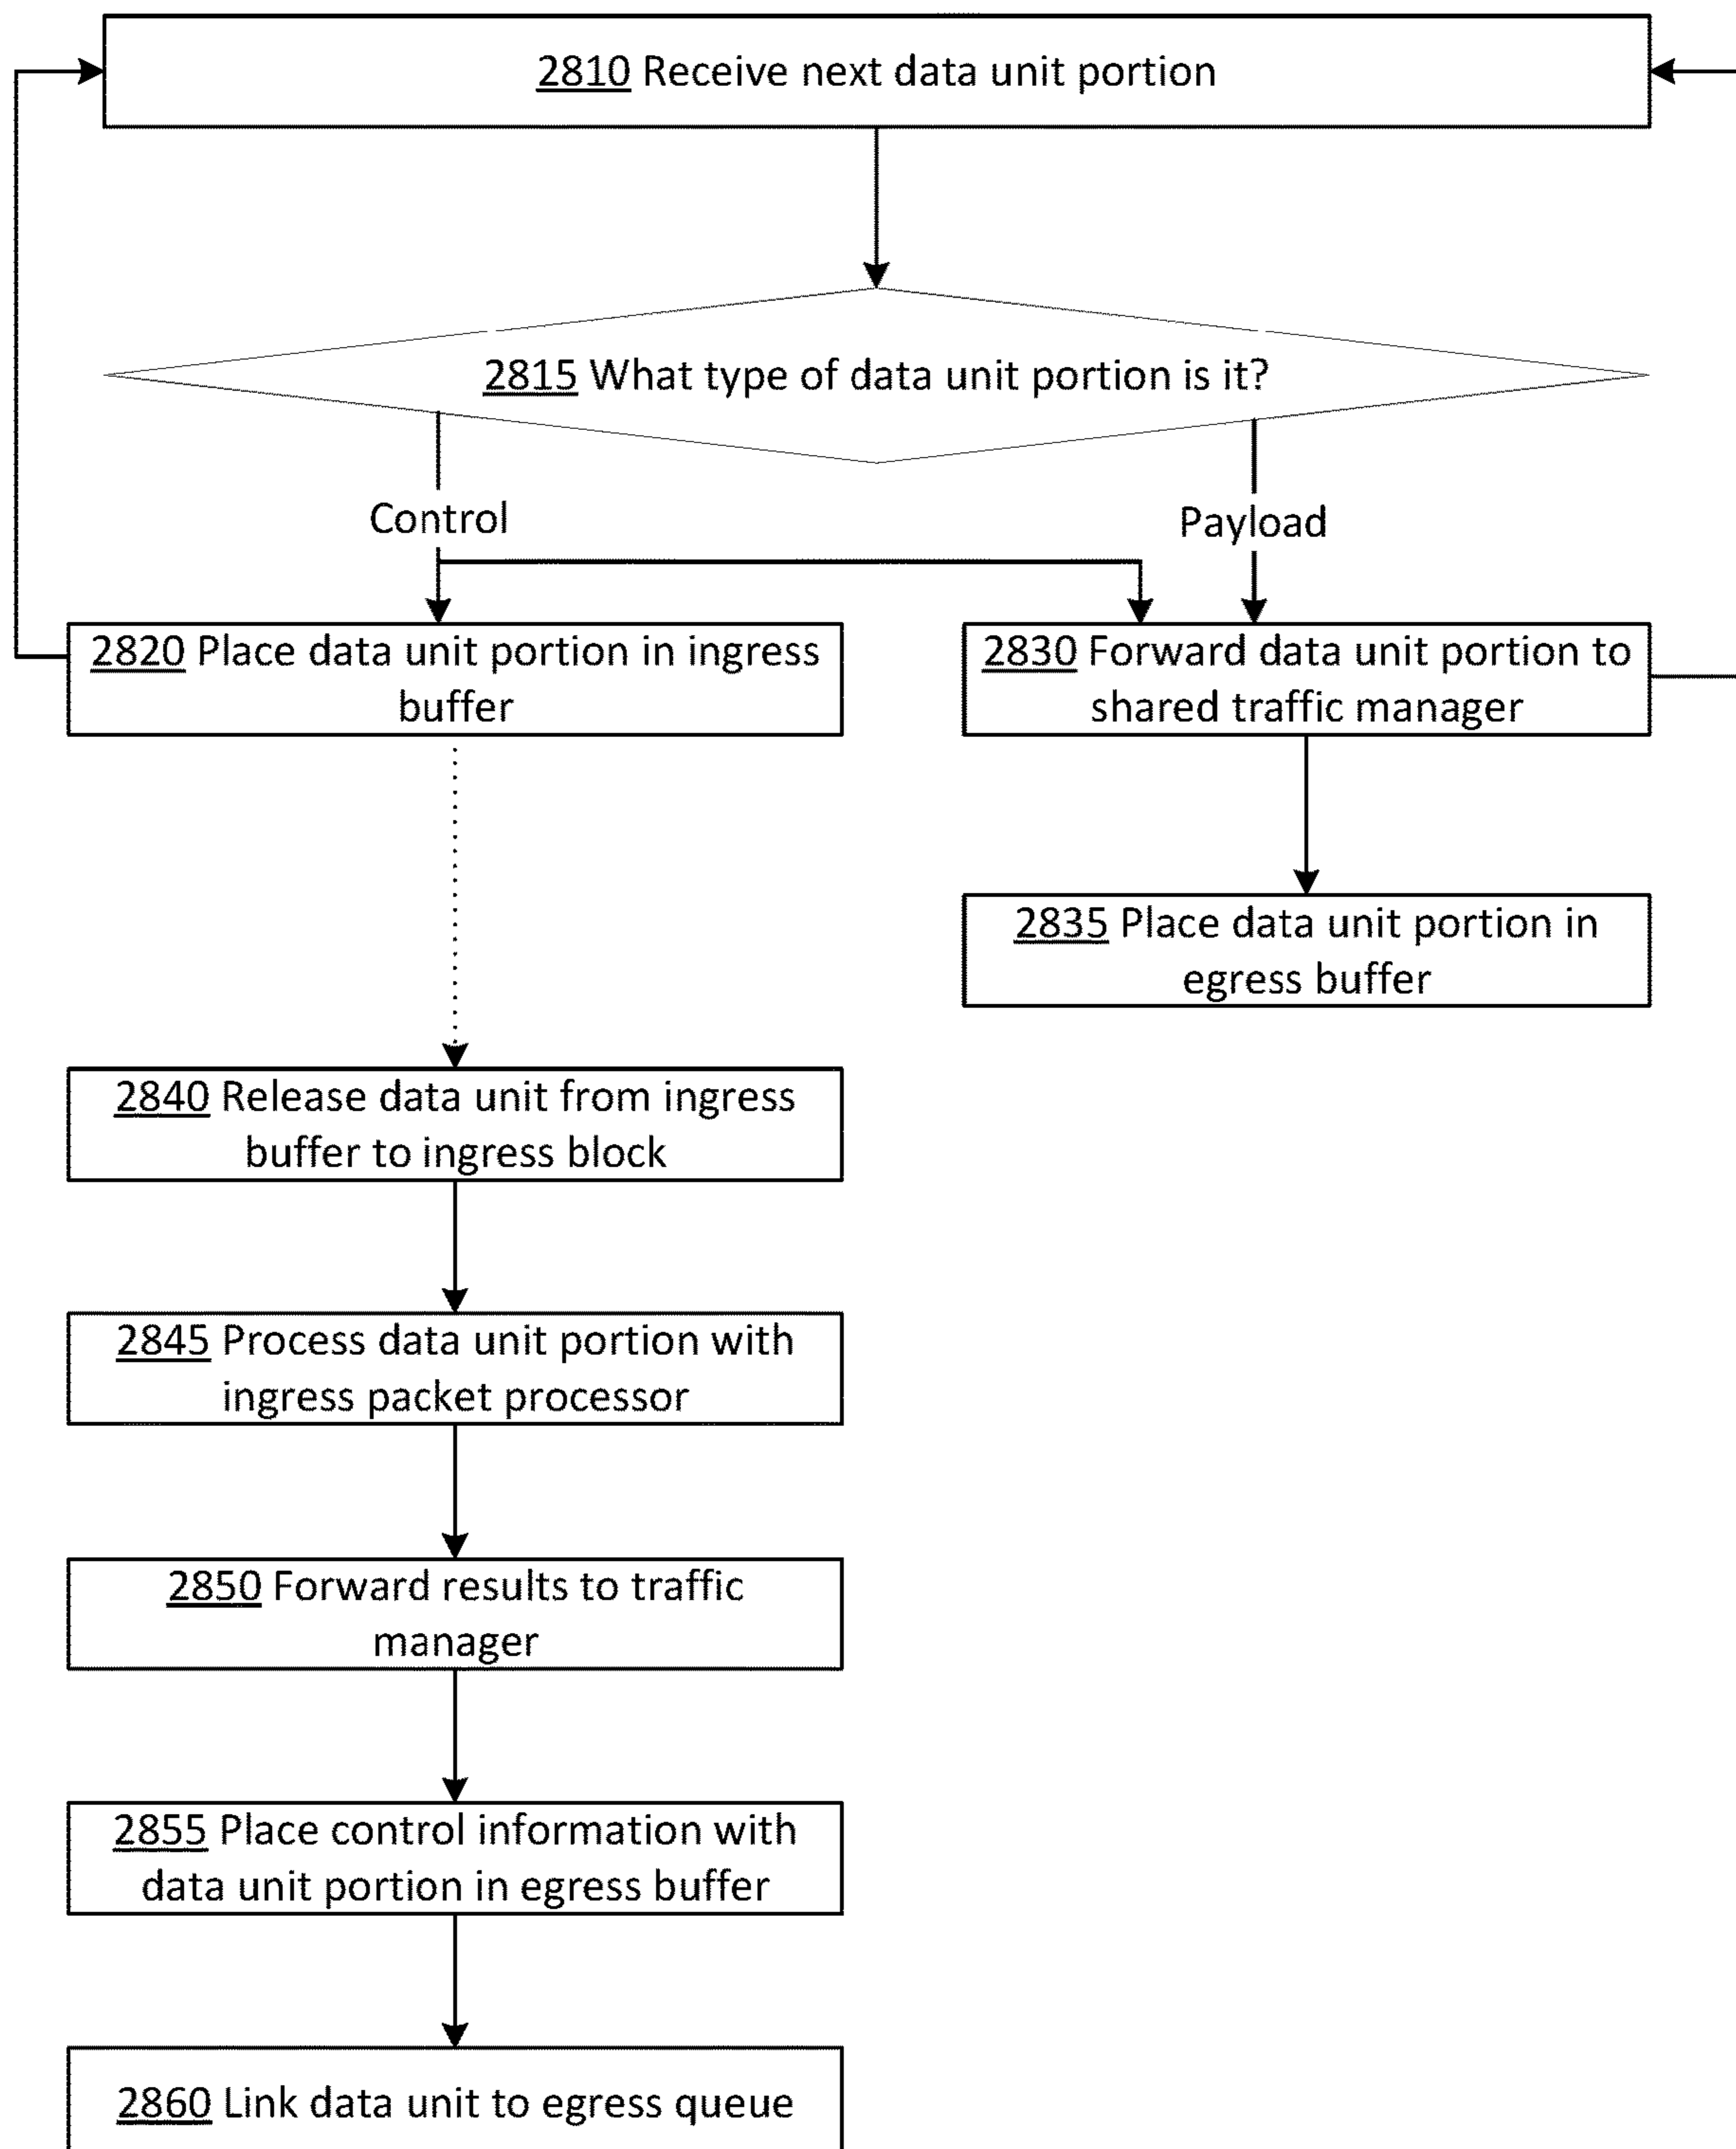 2810 Receive next data unit portion
2815 What type of data unit portion is it?
Control
Payload
2820 Place data unit portion in ingress
buffer
2830 Forward data unit portion to
shared traffic manager
2835 Place data unit portion in
egress buffer
2840 Release data unit from ingress
buffer to ingress block
2845 Process data unit portion with
ingress packet processor
2850 Forward results to traffic
manager
2855 Place control information with
data unit portion in egress buffer
2860 Link data unit to egress queue